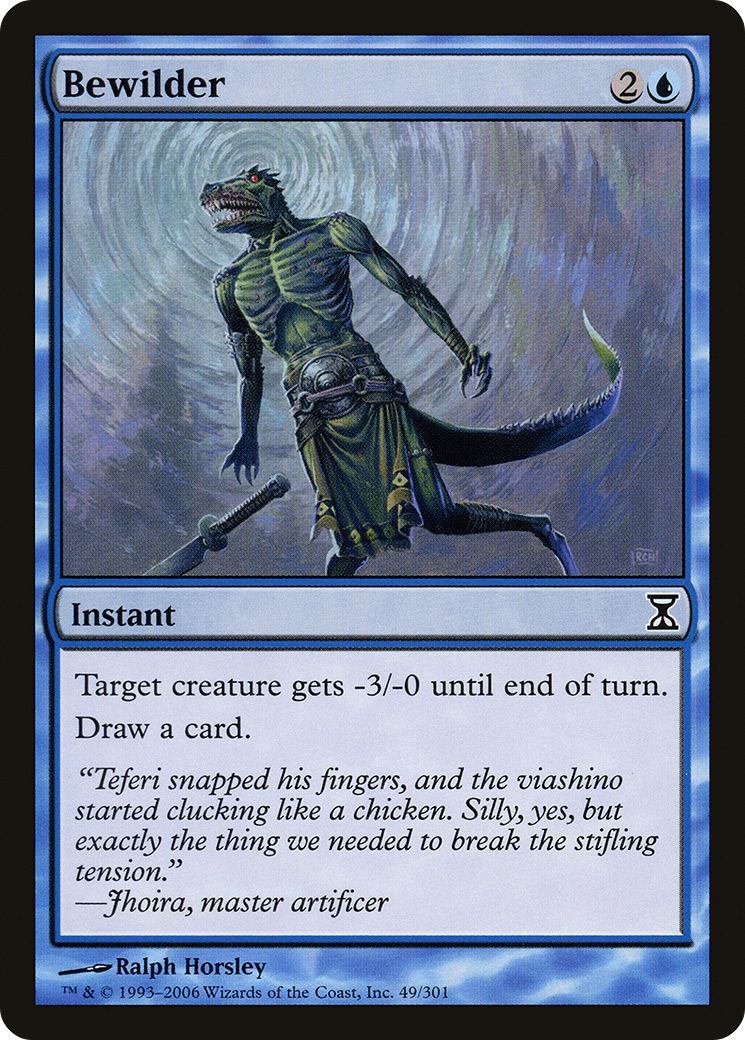 Bewilder 2
RCH
Instant
Target creature gets -3/-0 until end of turn.
Draw a card.
“Teferi snapped his fingers, and the viashino
started clucking like a chicken. Silly, yes, but
exactly the thing we needed to break the stifling
tension.”
—Jhoira, master artificer
Ralph Horsley
™ & © 1993–2006 Wizards of the Coast, Inc. 49/301